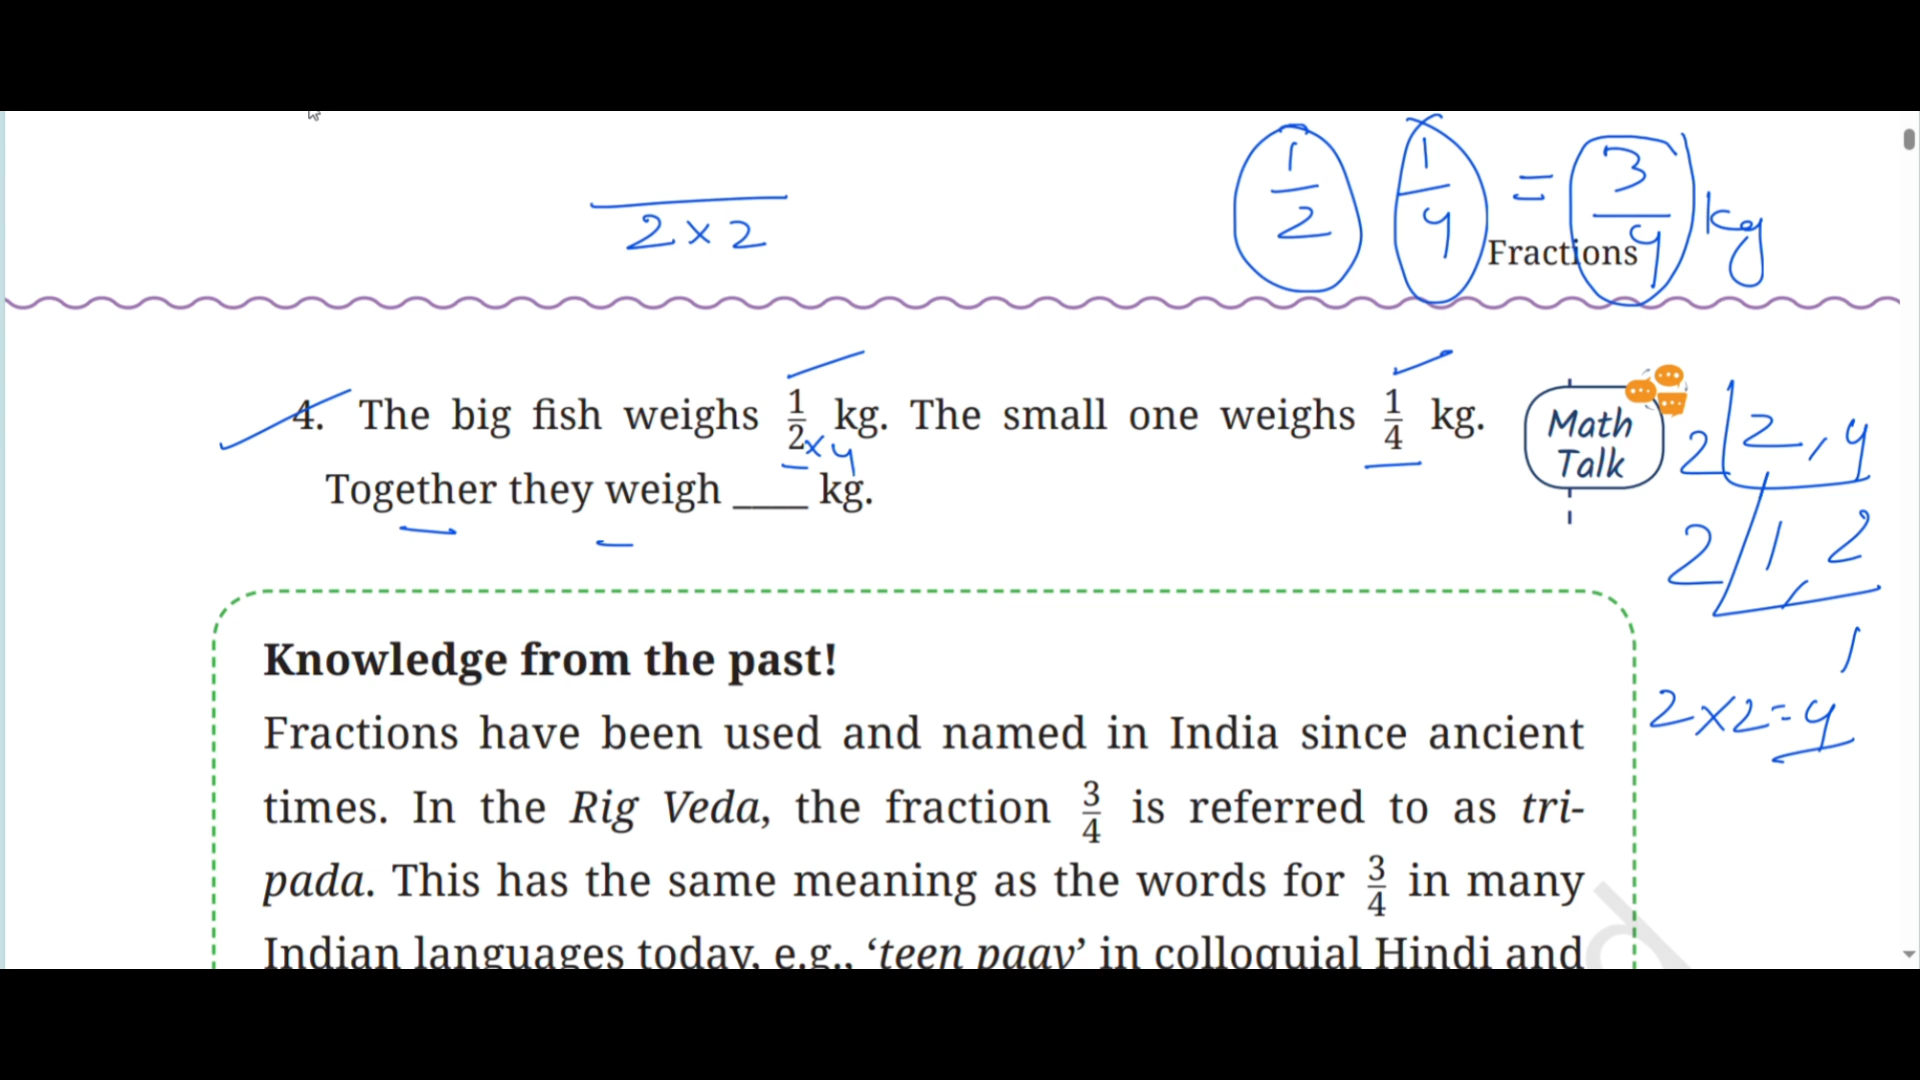 1/2 1/4 = 3/4 kg
2 × 2
Fractions
4. The big fish weighs 1/2 kg. The small one weighs 1/4 kg.
× 4
Together they weigh ____ kg.
Math
Talk
2 | 2, 4
2 | 1, 2
1
2 × 2 = 4
Knowledge from the past!
Fractions have been used and named in India since ancient
times. In the Rig Veda, the fraction 3/4 is referred to as tri-
pada. This has the same meaning as the words for 3/4 in many
Indian languages today, e.g., ‘teen paav’ in colloquial Hindi and